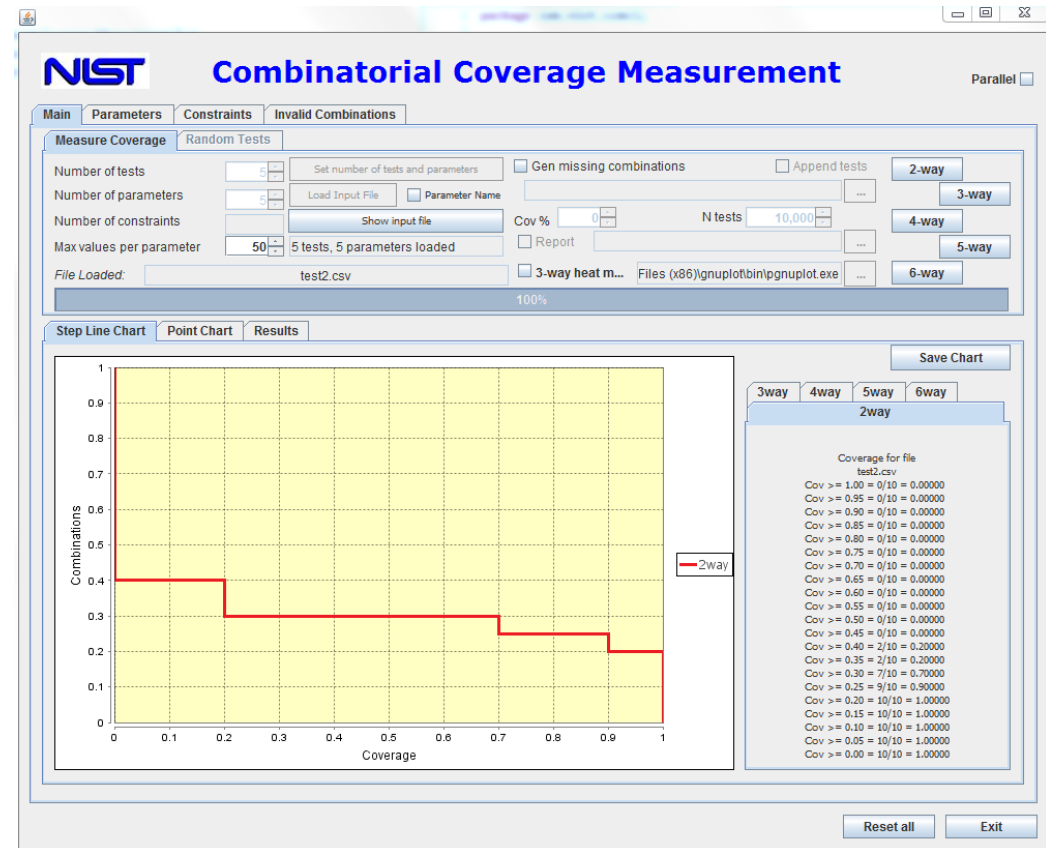 NIST
Combinatorial Coverage Measurement
Parallel
Main Parameters Constraints Invalid Combinations
Measure Coverage Random Tests
Number of tests 5 Set number of tests and parameters Gen missing combinations Append tests 2-way
Number of parameters 5 Load Input File Parameter Name ... 3-way
Number of constraints Show input file Cov % 0 N tests 10,000 4-way
Max values per parameter 50 5 tests, 5 parameters loaded Report ... 5-way
File Loaded: test2.csv 3-way heat m... Files (x86)\gnuplot\bin\pgnuplot.exe ... 6-way
100%
Step Line Chart Point Chart Results
Save Chart
3way 4way 5way 6way
2way
Coverage for file
test2.csv
Cov >= 1.00 = 0/10 = 0.00000
Cov >= 0.95 = 0/10 = 0.00000
Cov >= 0.90 = 0/10 = 0.00000
Cov >= 0.85 = 0/10 = 0.00000
Cov >= 0.80 = 0/10 = 0.00000
Cov >= 0.75 = 0/10 = 0.00000
Cov >= 0.70 = 0/10 = 0.00000
Cov >= 0.65 = 0/10 = 0.00000
Cov >= 0.60 = 0/10 = 0.00000
Cov >= 0.55 = 0/10 = 0.00000
Cov >= 0.50 = 0/10 = 0.00000
Cov >= 0.45 = 0/10 = 0.00000
Cov >= 0.40 = 2/10 = 0.20000
Cov >= 0.35 = 2/10 = 0.20000
Cov >= 0.30 = 7/10 = 0.70000
Cov >= 0.25 = 9/10 = 0.90000
Cov >= 0.20 = 10/10 = 1.00000
Cov >= 0.15 = 10/10 = 1.00000
Cov >= 0.10 = 10/10 = 1.00000
Cov >= 0.05 = 10/10 = 1.00000
Cov >= 0.00 = 10/10 = 1.00000
Combinations
1
0.9
0.8
0.7
0.6
0.5
0.4
0.3
0.2
0.1
0
0 0.1 0.2 0.3 0.4 0.5 0.6 0.7 0.8 0.9 1
Coverage
2way
Reset all Exit